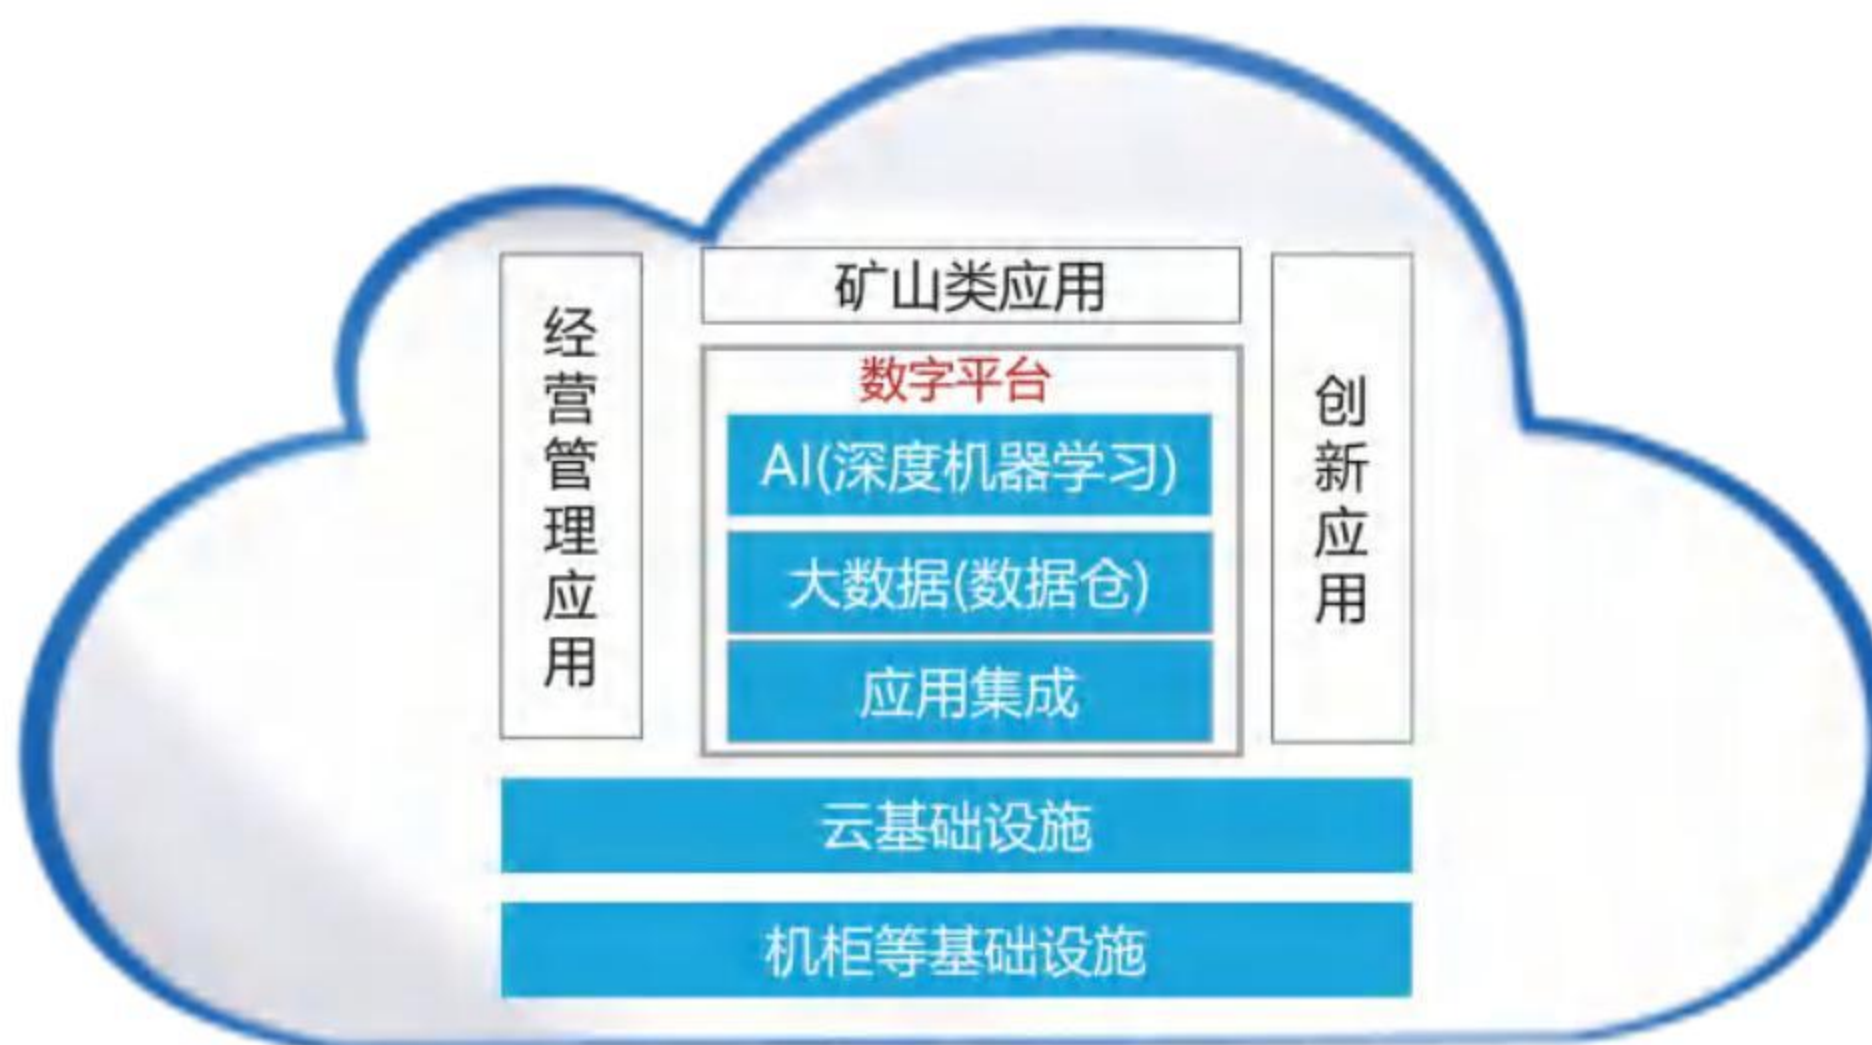 经营管理应用
矿山类应用
数字平台
AI(深度机器学习)
大数据(数据仓)
应用集成
创新应用
云基础设施
机柜等基础设施